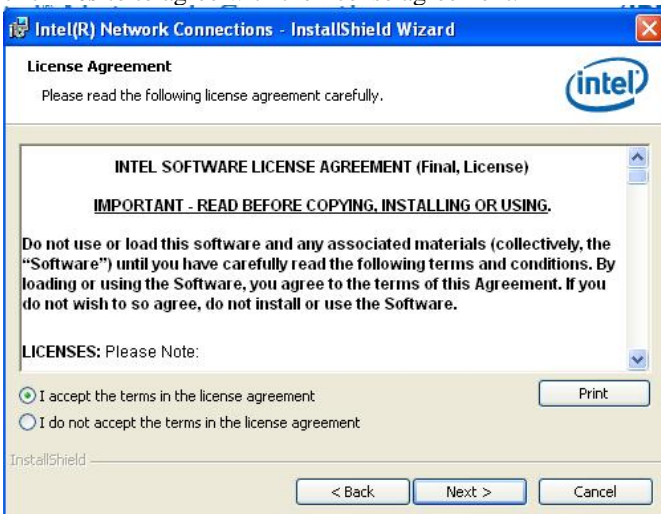 Intel(R) Network Connections - InstallShield Wizard
License Agreement
Please read the following license agreement carefully.
intel
INTEL SOFTWARE LICENSE AGREEMENT (Final, License)
IMPORTANT - READ BEFORE COPYING, INSTALLING OR USING.
Do not use or load this software and any associated materials (collectively, the
“Software”) until you have carefully read the following terms and conditions. By
loading or using the Software, you agree to the terms of this Agreement. If you
do not wish to so agree, do not install or use the Software.
LICENSES: Please Note:
I accept the terms in the license agreement
Print
I do not accept the terms in the license agreement
InstallShield
< Back
Next >
Cancel